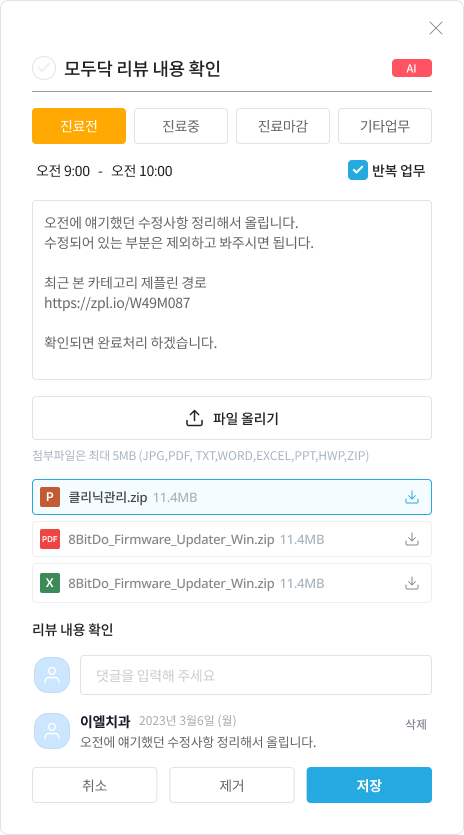 모두닥 리뷰 내용 확인
AI
진료전 진료중 진료마감 기타업무
오전 9:00 - 오전 10:00 반복 업무
오전에 얘기했던 수정사항 정리해서 올립니다.
수정되어 있는 부분은 제외하고 봐주시면 됩니다.
최근 본 카테고리 제플린 경로
https://zpl.io/W49M087
확인되면 완료처리 하겠습니다.
파일 올리기
첨부파일은 최대 5MB (JPG,PDF, TXT,WORD,EXCEL,PPT,HWP,ZIP)
P 클리닉관리.zip 11.4MB
PDF 8BitDo_Firmware_Updater_Win.zip 11.4MB
X 8BitDo_Firmware_Updater_Win.zip 11.4MB
리뷰 내용 확인
댓글을 입력해 주세요
이엘치과 2023년 3월6일 (월) 삭제
오전에 얘기했던 수정사항 정리해서 올립니다.
취소 제거 저장